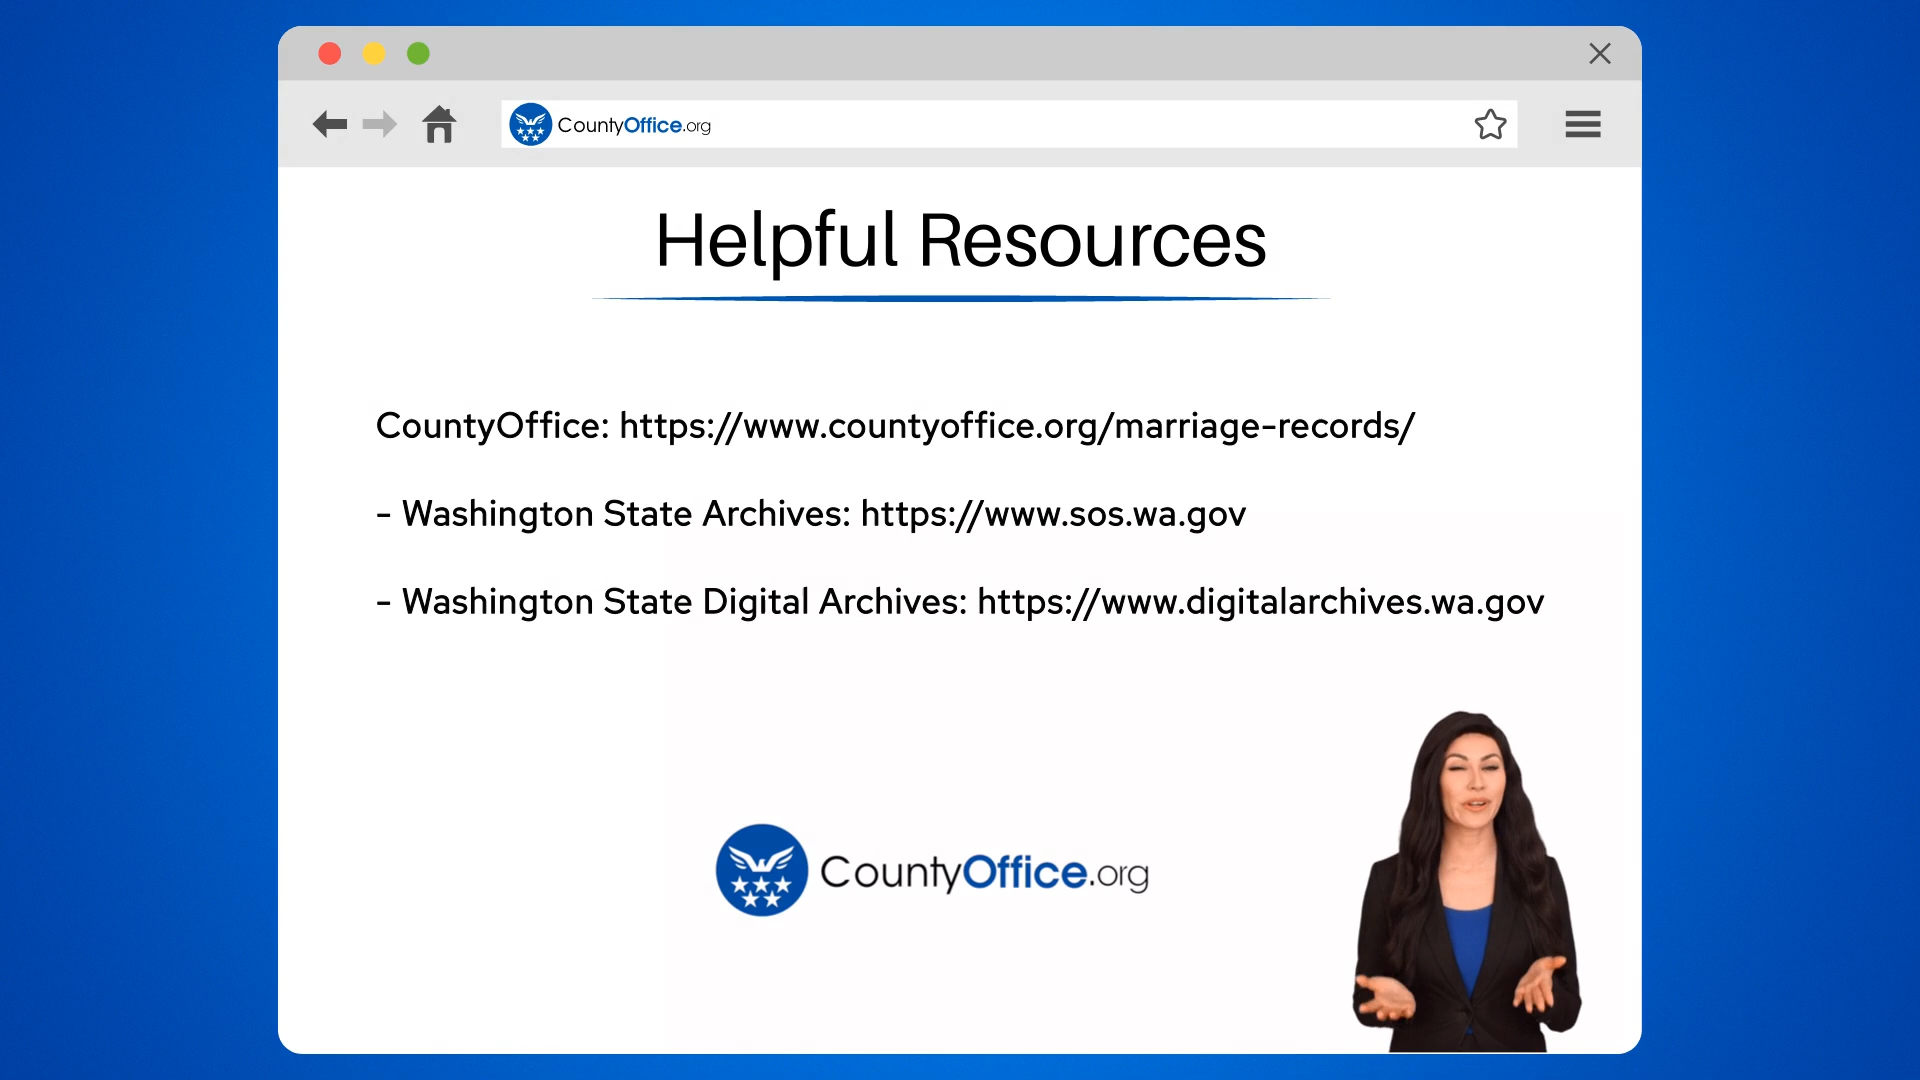 CountyOffice.org
Helpful Resources
CountyOffice: https://www.countyoffice.org/marriage-records/
- Washington State Archives: https://www.sos.wa.gov
- Washington State Digital Archives: https://www.digitalarchives.wa.gov
CountyOffice.org